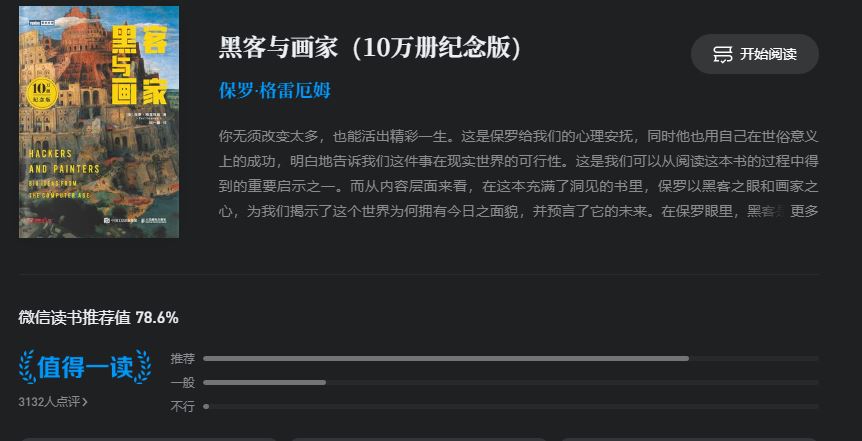 黑客与画家
10万册
纪念版
HACKERS
AND PAINTERS
BIG IDEAS FROM
THE COMPUTER AGE
黑客与画家（10万册纪念版）
开始阅读
保罗·格雷厄姆
你无须改变太多，也能活出精彩一生。这是保罗给我们的心理安抚，同时他也用自己在世俗意义
上的成功，明白地告诉我们这件事在现实世界的可行性。这是我们可以从阅读这本书的过程中得
到的重要启示之一。而从内容层面来看，在这本充满了洞见的书里，保罗以黑客之眼和画家之
心，为我们揭示了这个世界为何拥有今日之面貌，并预言了它的未来。在保罗眼里，黑客是 更多
微信读书推荐值 78.6%
值得一读
3132人点评
推荐
一般
不行